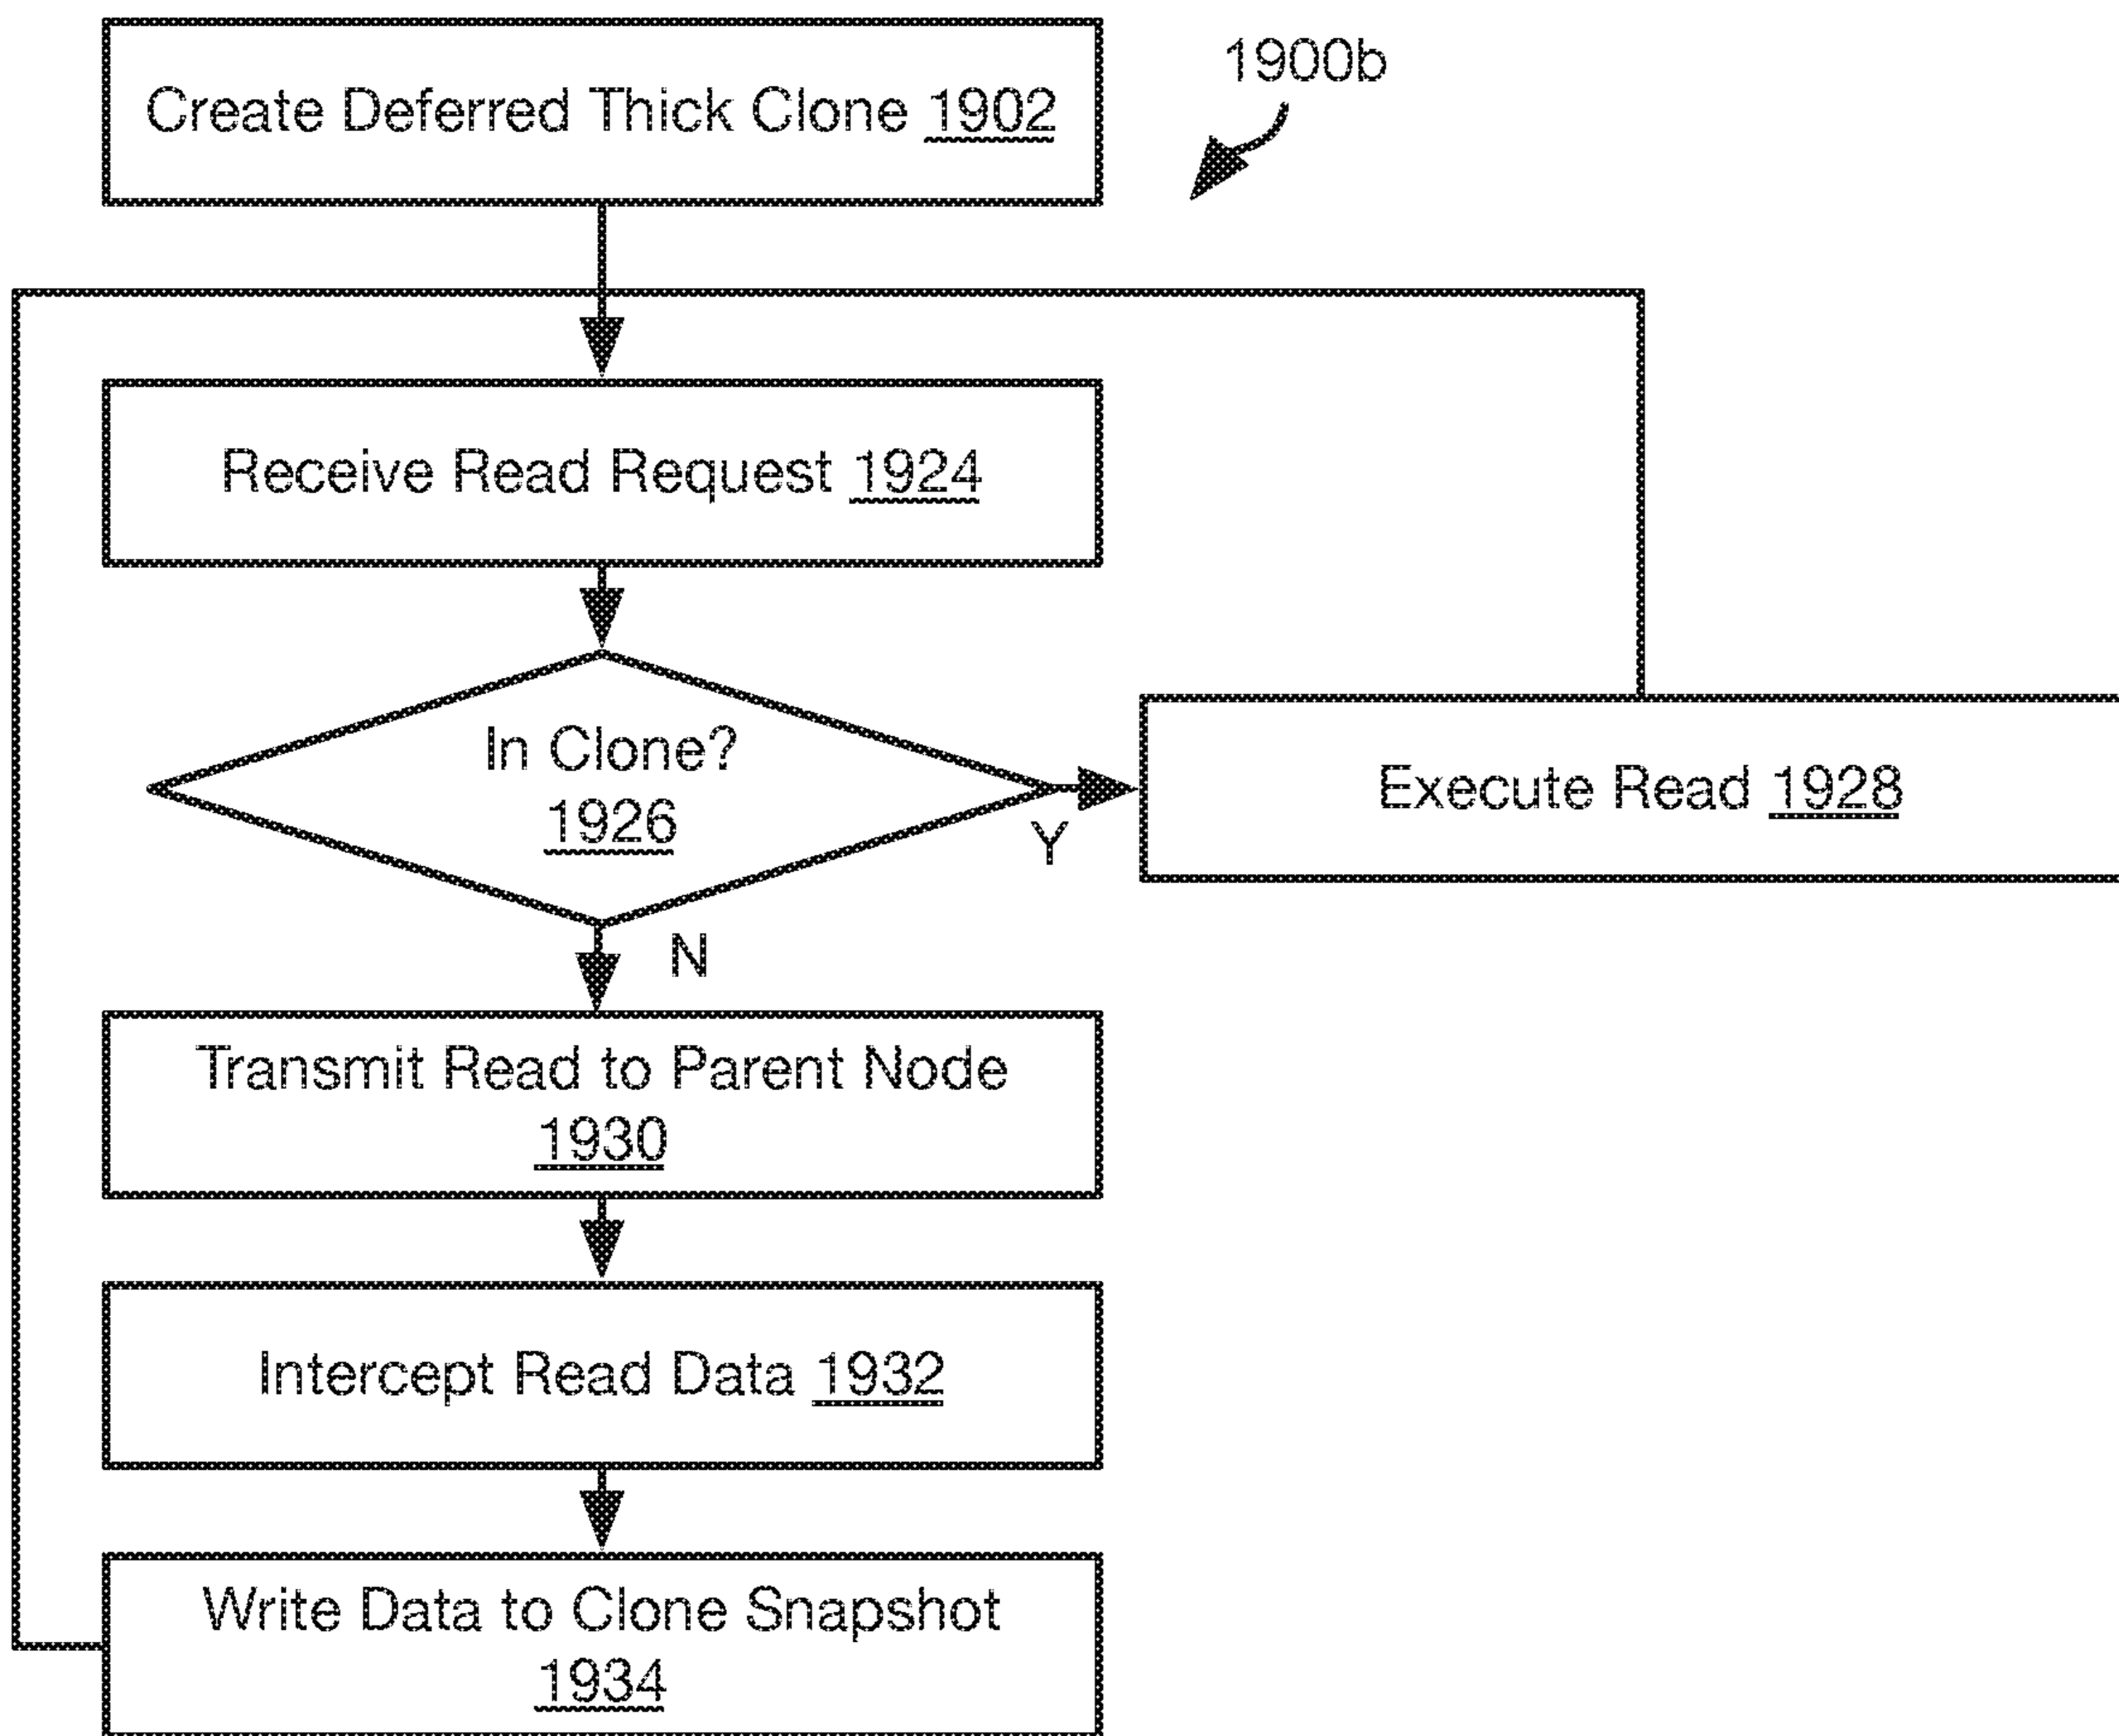 Create Deferred Thick Clone 1902
1900b
Receive Read Request 1924
In Clone?
1926
Y
Execute Read 1928
N
Transmit Read to Parent Node
1930
Intercept Read Data 1932
Write Data to Clone Snapshot
1934